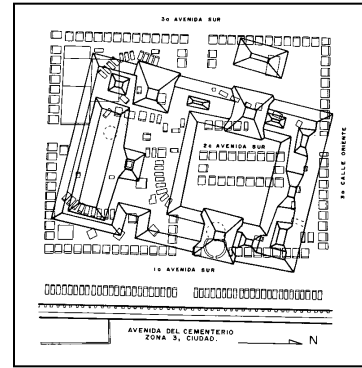 3a AVENIDA SUR
2a AVENIDA SUR
3a CALLE ORIENTE
1a AVENIDA SUR
AVENIDA DEL CEMENTERIO
ZONA 3, CIUDAD.
N